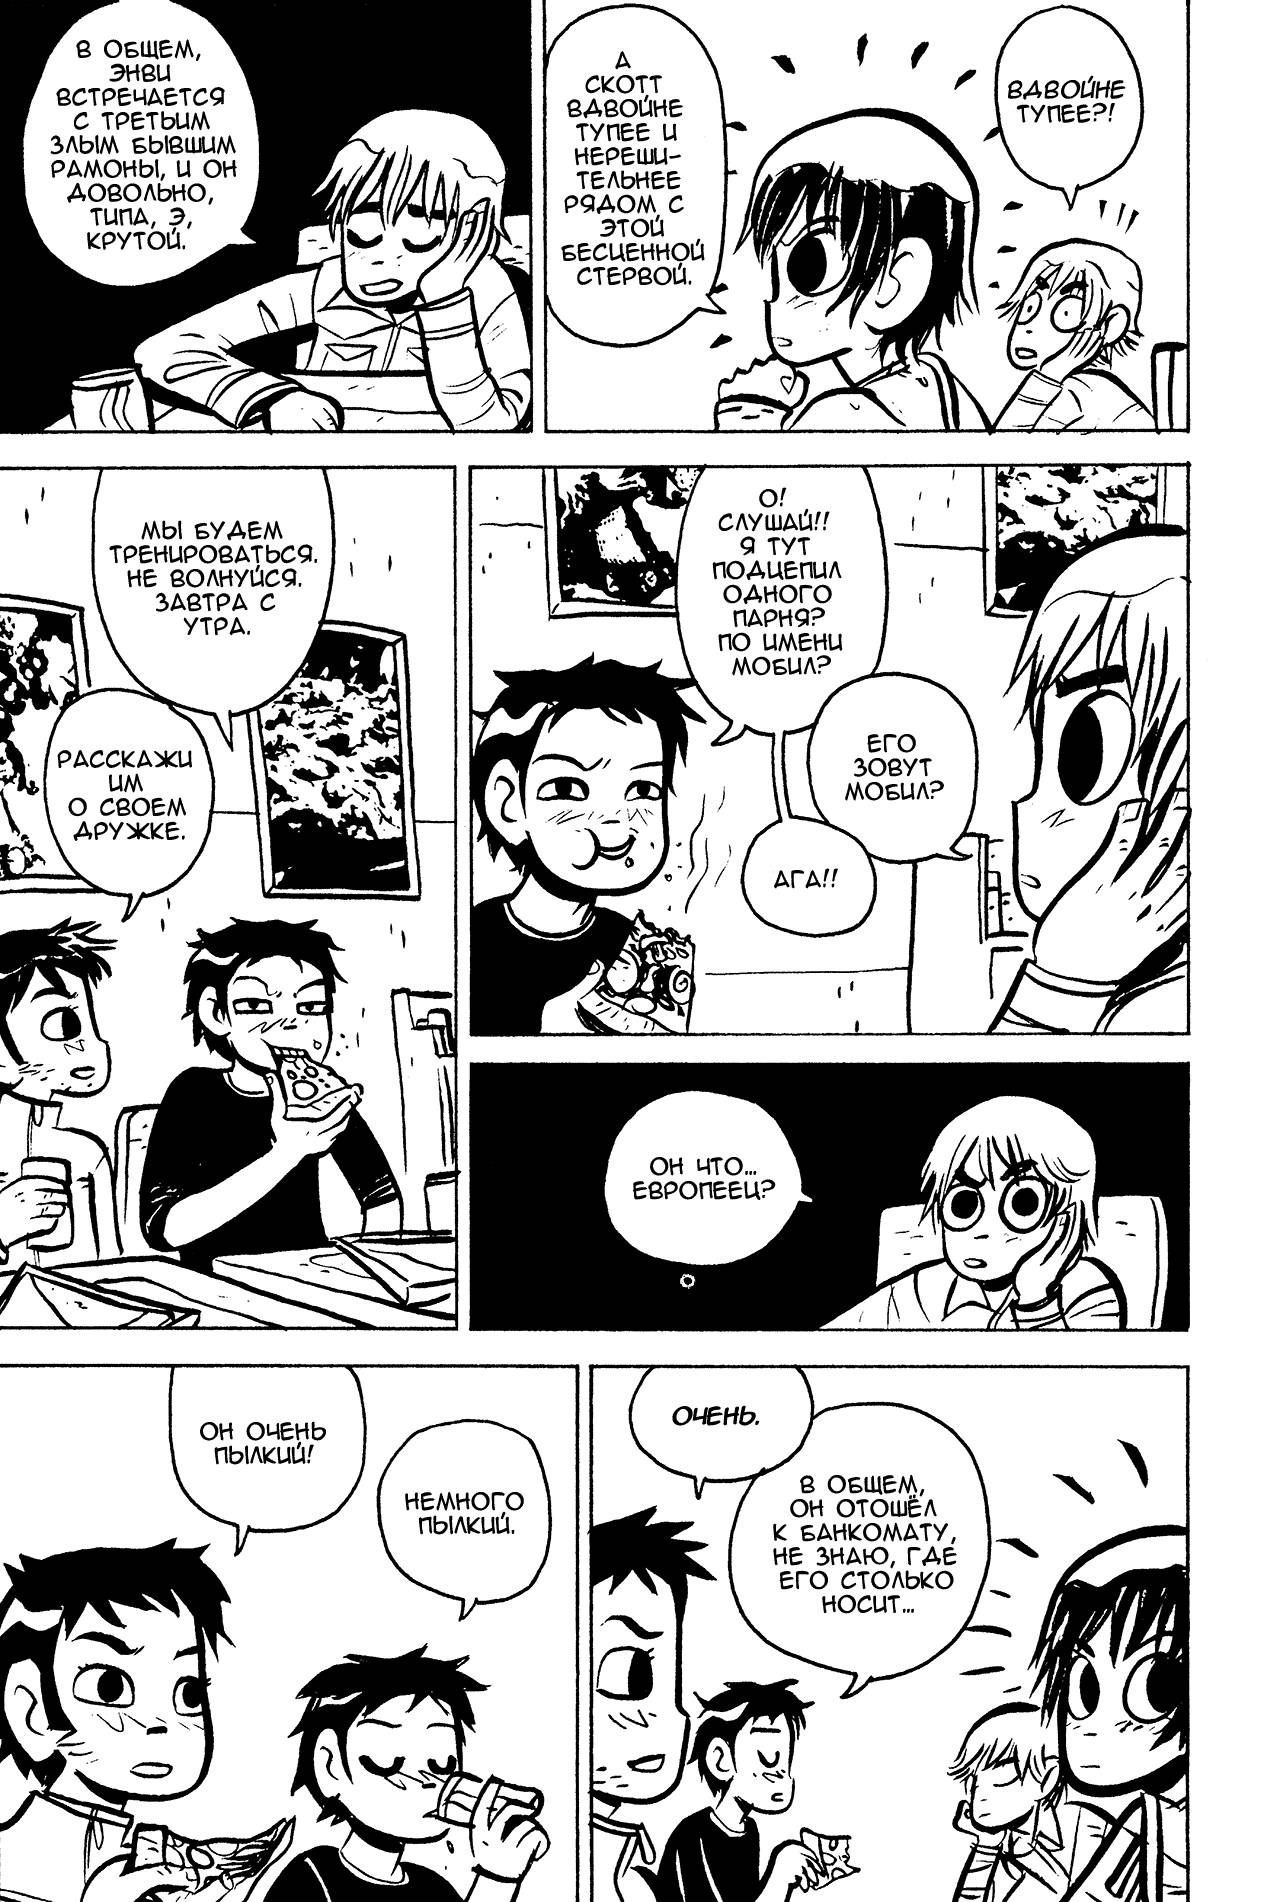 В ОБЩЕМ,
ЭНВИ
ВСТРЕЧАЕТСЯ
С ТРЕТЬИМ
ЗЛЫМ БЫВШИМ
РАМОНЫ, И ОН
ДОВОЛЬНО,
ТИПА, Э,
КРУТОЙ.
А
СКОТТ
ВДВОЙНЕ
ТУПЕЕ И
НЕРЕШИ-
ТЕЛЬНЕЕ
РЯДОМ С
ЭТОЙ
БЕСЦЕННОЙ
СТЕРВОЙ.
ВДВОЙНЕ
ТУПЕЕ?!
МЫ БУДЕМ
ТРЕНИРОВАТЬСЯ.
НЕ ВОЛНУЙСЯ.
ЗАВТРА С
УТРА.
РАССКАЖИ
ИМ
О СВОЕМ
ДРУЖКЕ.
О!
СЛУШАЙ!!
Я ТУТ
ПОДЦЕПИЛ
ОДНОГО
ПАРНЯ?
ПО ИМЕНИ
МОБИЛ?
ЕГО
ЗОВУТ
МОБИЛ?
АГА!!
ОН ЧТО...
ЕВРОПЕЕЦ?
ОН ОЧЕНЬ
ПЫЛКИЙ!
НЕМНОГО
ПЫЛКИЙ.
ОЧЕНЬ.
В ОБЩЕМ,
ОН ОТОШЁЛ
К БАНКОМАТУ,
НЕ ЗНАЮ, ГДЕ
ЕГО СТОЛЬКО
НОСИТ...